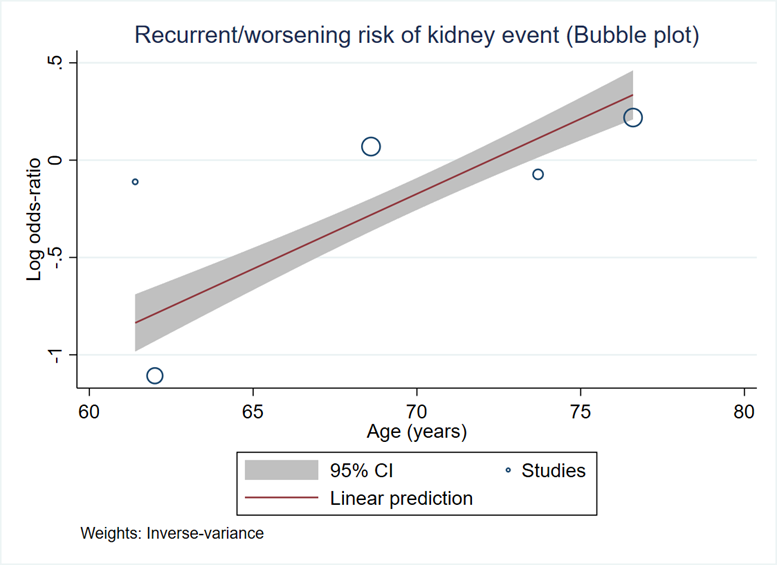 Recurrent/worsening risk of kidney event (Bubble plot)
.5
0
-.5
-1
Log odds-ratio
60 65 70 75 80
Age (years)
95% CI Studies
Linear prediction
Weights: Inverse-variance